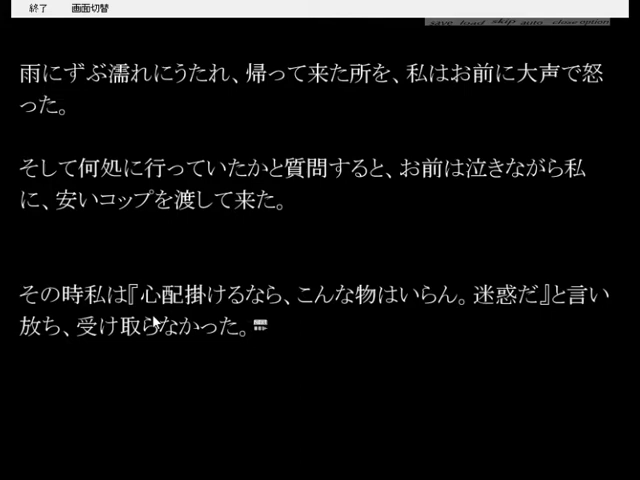 終了 画面切替
save load skip auto close option
雨にずぶ濡れにうたれ、帰って来た所を、私はお前に大声で怒
った。
そして何処に行っていたかと質問すると、お前は泣きながら私
に、安いコップを渡して来た。
その時私は『心配掛けるなら、こんな物はいらん。迷惑だ』と言い
放ち、受け取らなかった。